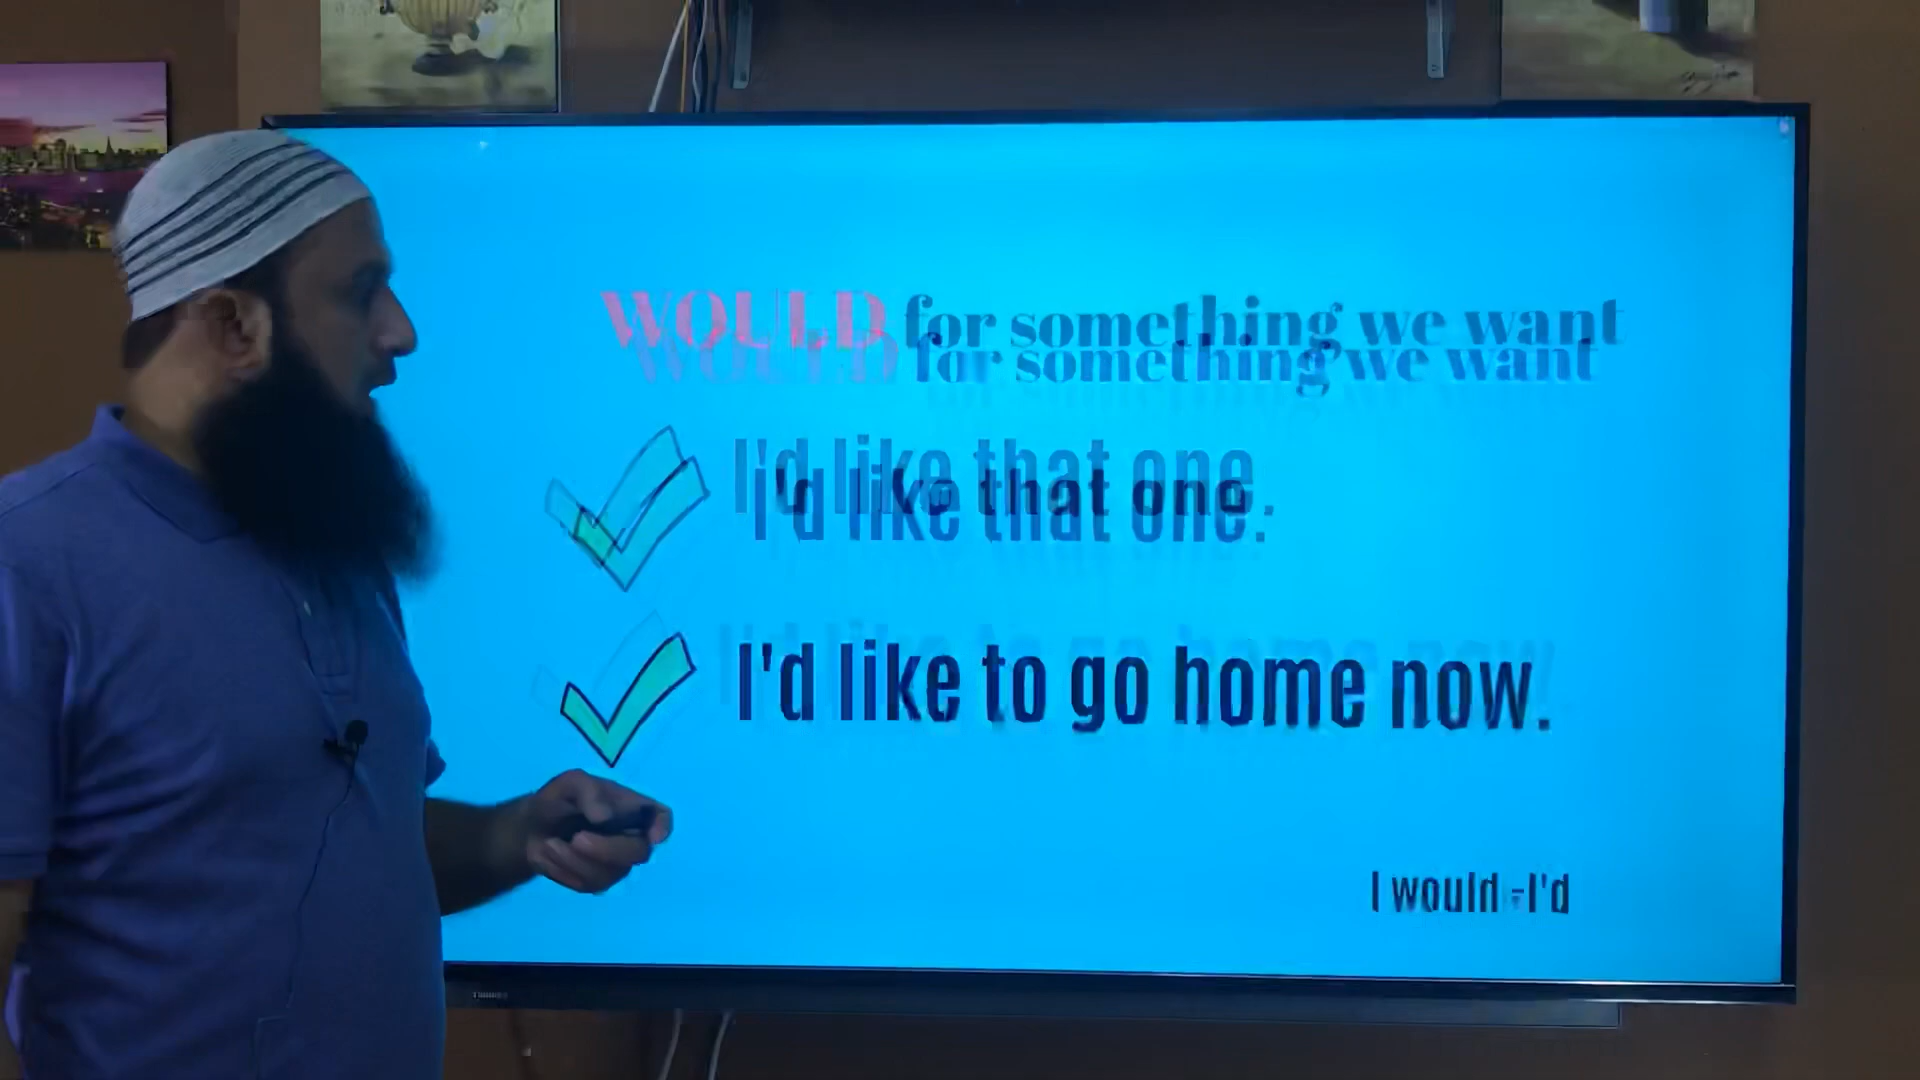 WOULD for something we want
I'd like that one.
I'd like to go home now.
I would - I'd